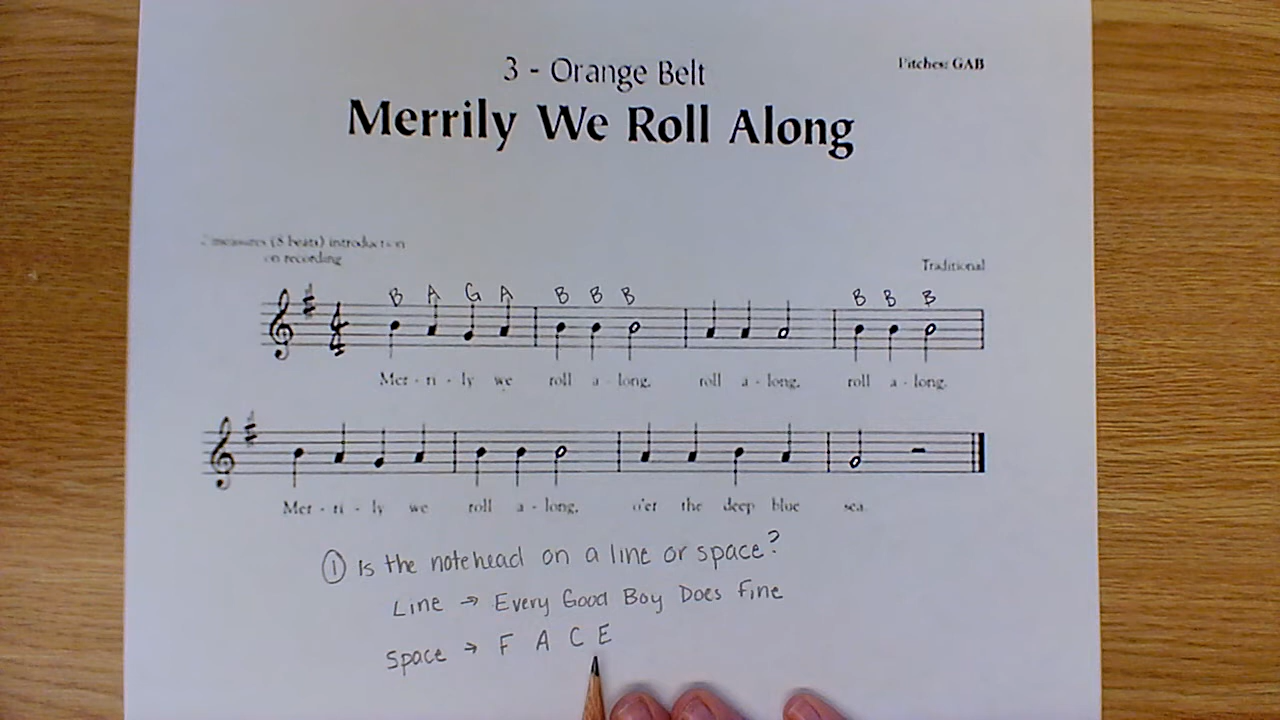 3 - Orange Belt
Pitches: GAB
Merrily We Roll Along
2 measures (8 beats) introduction
on recording
Traditional
B A G A B B B B B B
Mer - ri - ly we roll a - long, roll a - long, roll a - long.
Mer - ri - ly we roll a - long, o'er the deep blue sea.
① Is the notehead on a line or space?
Line → Every Good Boy Does Fine
Space → F A C E